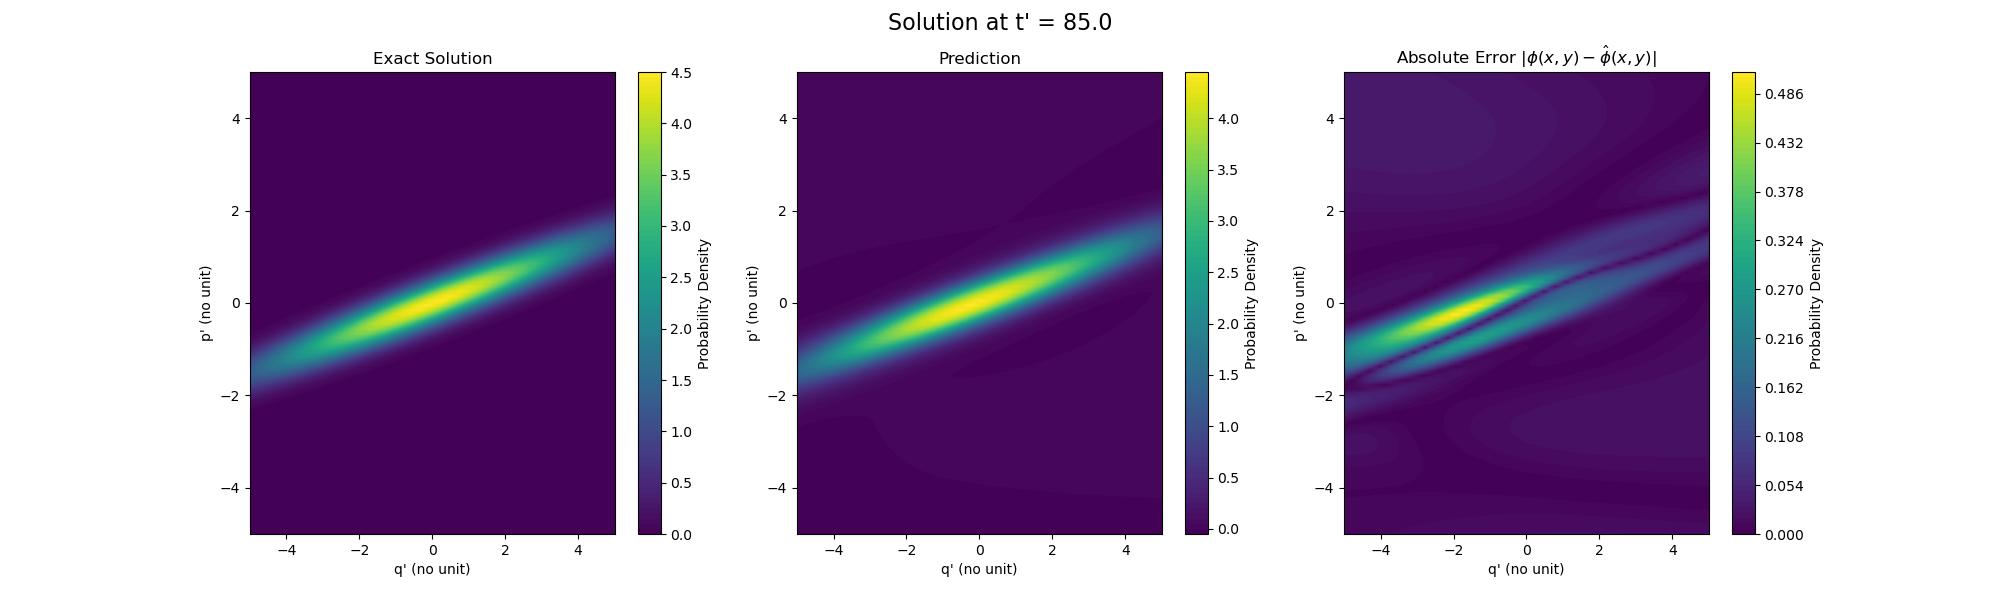 Solution at t' = 85.0
Exact Solution
4
2
0
−2
−4
−4 −2 0 2 4
p' (no unit)
q' (no unit)
4.5
4.0
3.5
3.0
2.5
2.0
1.5
1.0
0.5
0.0
Probability Density
Prediction
4
2
0
−2
−4
−4 −2 0 2 4
p' (no unit)
q' (no unit)
4.0
3.5
3.0
2.5
2.0
1.5
1.0
0.5
0.0
Probability Density
Absolute Error |ϕ(x, y) − ϕ̂(x, y)|
4
2
0
−2
−4
−4 −2 0 2 4
p' (no unit)
q' (no unit)
0.486
0.432
0.378
0.324
0.270
0.216
0.162
0.108
0.054
0.000
Probability Density